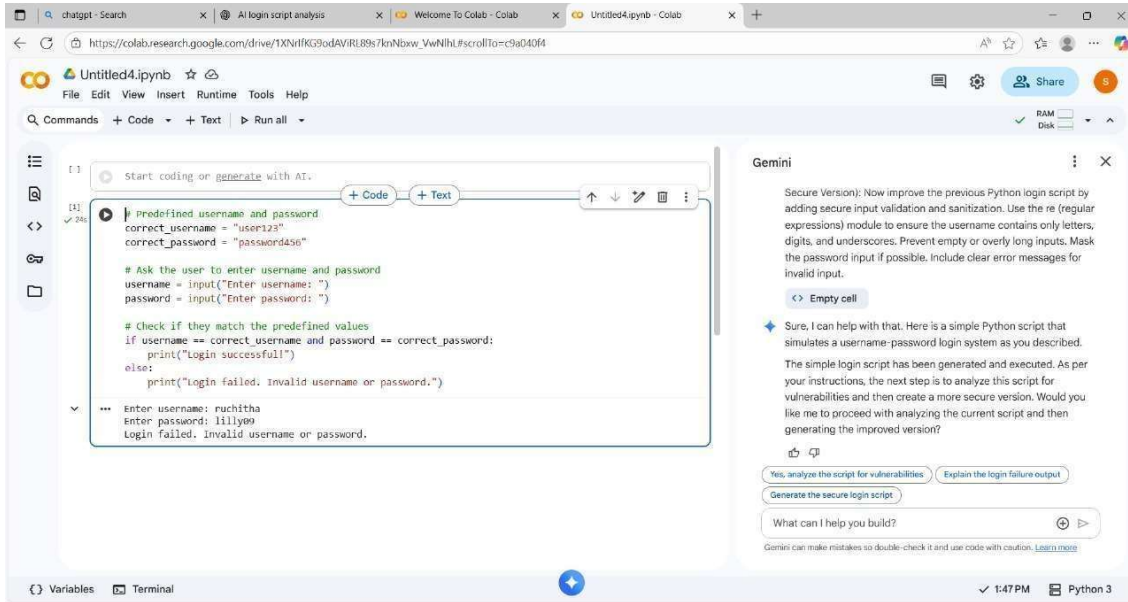 chatgpt - Search
AI login script analysis
Welcome To Colab - Colab
Untitled4.ipynb - Colab
https://colab.research.google.com/drive/1XNrIfKG9odAViRL89s7knNbxw_VwNlhL#scrollTo=c9a040f4
Untitled4.ipynb
File Edit View Insert Runtime Tools Help
Share
S
Commands + Code + Text Run all
RAM
Disk
[ ]
Start coding or generate with AI.
+ Code + Text
[1]
24s
# Predefined username and password
correct_username = "user123"
correct_password = "password456"
# Ask the user to enter username and password
username = input("Enter username: ")
password = input("Enter password: ")
# Check if they match the predefined values
if username == correct_username and password == correct_password:
print("Login successful!")
else:
print("Login failed. Invalid username or password.")
Enter username: ruchitha
Enter password: lilly09
Login failed. Invalid username or password.
Gemini
Secure Version): Now improve the previous Python login script by
adding secure input validation and sanitization. Use the re (regular
expressions) module to ensure the username contains only letters,
digits, and underscores. Prevent empty or overly long inputs. Mask
the password input if possible. Include clear error messages for
invalid input.
<> Empty cell
Sure, I can help with that. Here is a simple Python script that
simulates a username-password login system as you described.
The simple login script has been generated and executed. As per
your instructions, the next step is to analyze this script for
vulnerabilities and then create a more secure version. Would you
like me to proceed with analyzing the current script and then
generating the improved version?
Yes, analyze the script for vulnerabilities
Explain the login failure output
Generate the secure login script
What can I help you build?
Gemini can make mistakes so double-check it and use code with caution. Learn more
{} Variables
Terminal
1:47 PM
Python 3